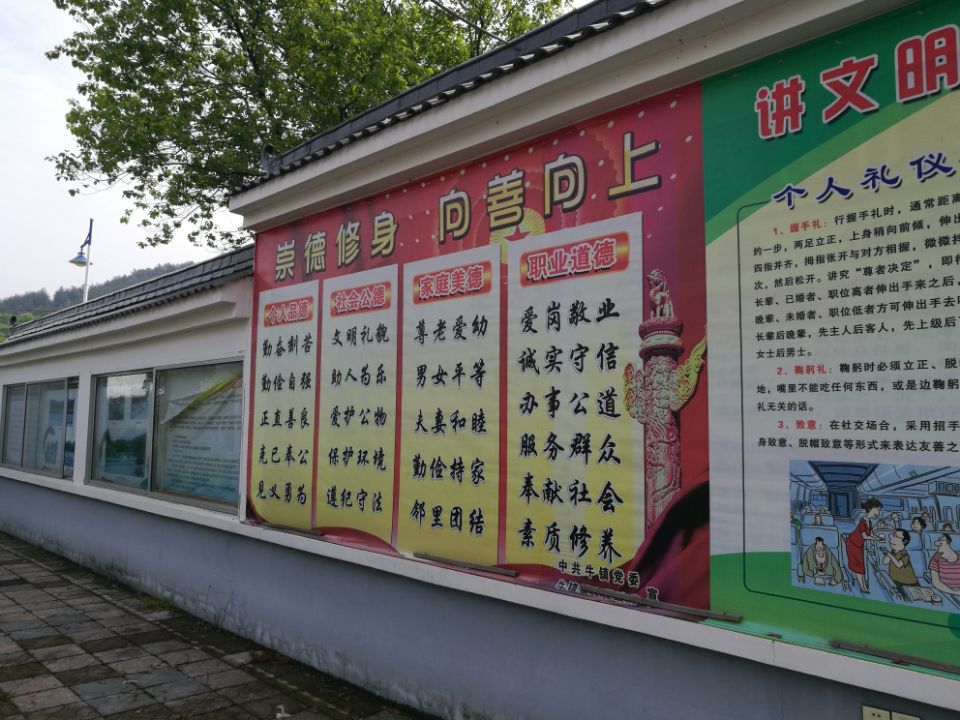 崇德修身 向善向上
个人品德
勤奋刻苦
勤俭自强
正直善良
克己奉公
见义勇为
社会公德
文明礼貌
助人为乐
爱护公物
保护环境
遵纪守法
家庭美德
尊老爱幼
男女平等
夫妻和睦
勤俭持家
邻里团结
职业道德
爱岗敬业
诚实守信
办事公道
服务群众
奉献社会
素质修养
中共牛镇党委
讲文明
个人礼仪
1、握手礼：行握手礼时，通常距离
的一步，两足立正，上身稍向前倾，伸出
四指并齐，拇指张开与对方相握，微微抖
次，然后松开。讲究“尊者决定”，即待
长辈、已婚者、职位高者伸出手来之后，
晚辈、未婚者、职位低者方可伸出手去
长辈后晚辈，先主人后客人，先上级后
女士后男士。
2、鞠躬礼：鞠躬时必须立正、脱
地，嘴里不能吃任何东西，或是边鞠躬
礼无关的话。
3、致意：在社交场合，采用招手
身致意、脱帽致意等形式来表达友善之